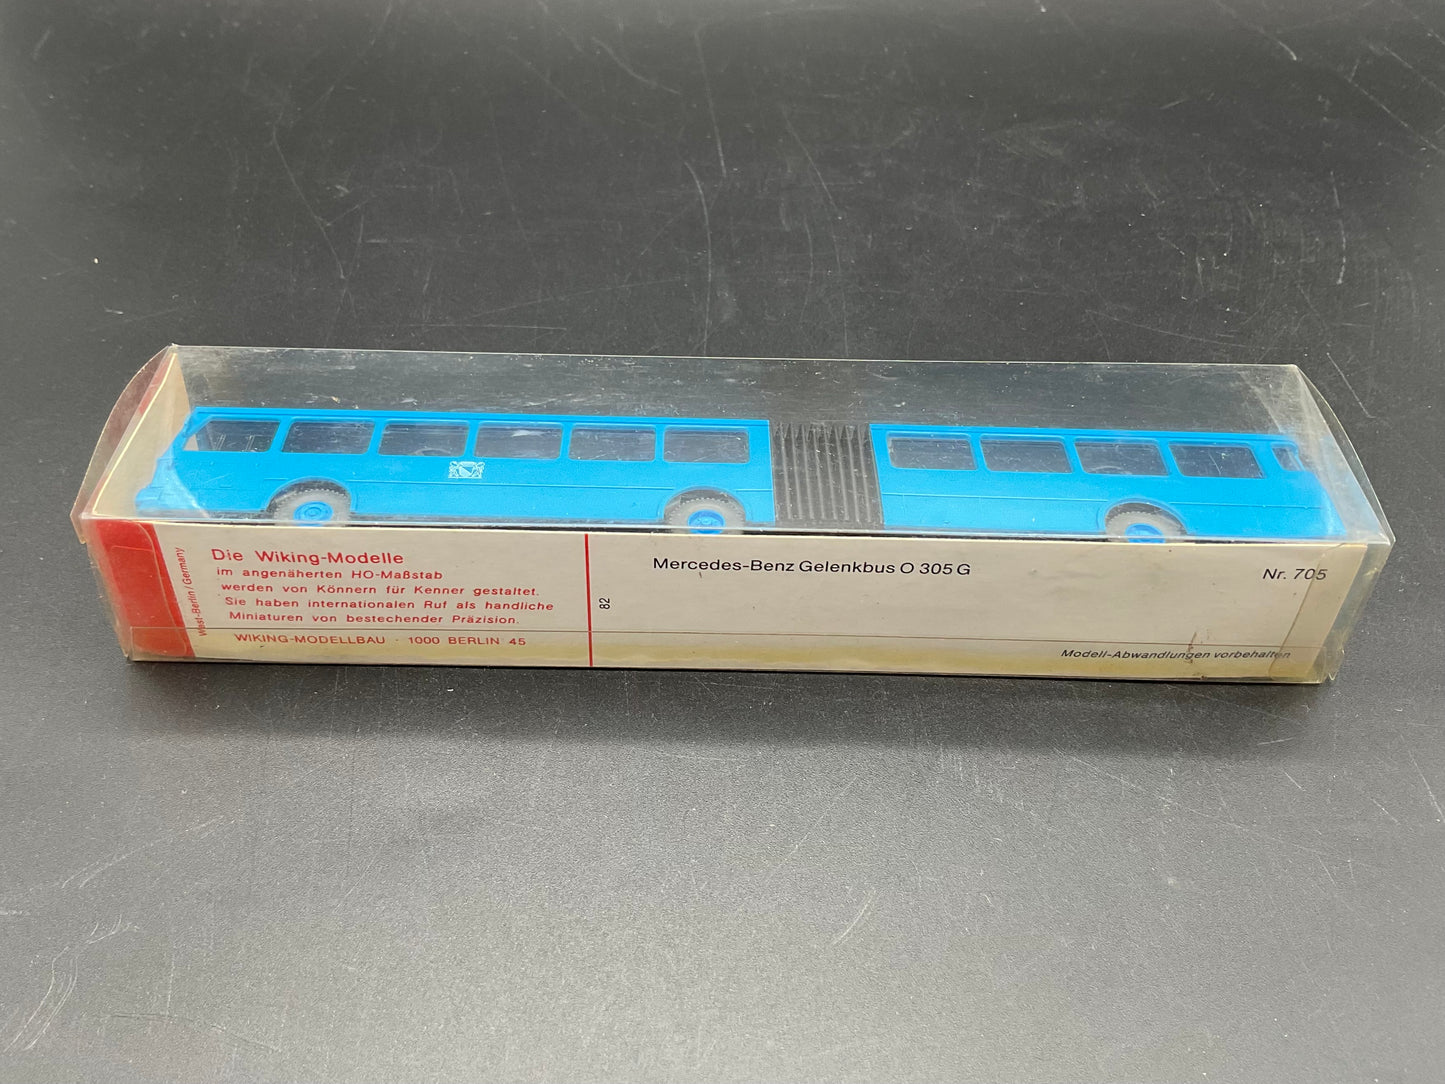 West-Berlin/Germany
Die Wiking-Modelle
im angenäherten HO-Maßstab
werden von Könnern für Kenner gestaltet.
Sie haben internationalen Ruf als handliche
Miniaturen von bestechender Präzision.
WIKING-MODELLBAU · 1000 BERLIN 45
82
Mercedes-Benz Gelenkbus O 305 G
Nr. 705
Modell-Abwandlungen vorbehalten